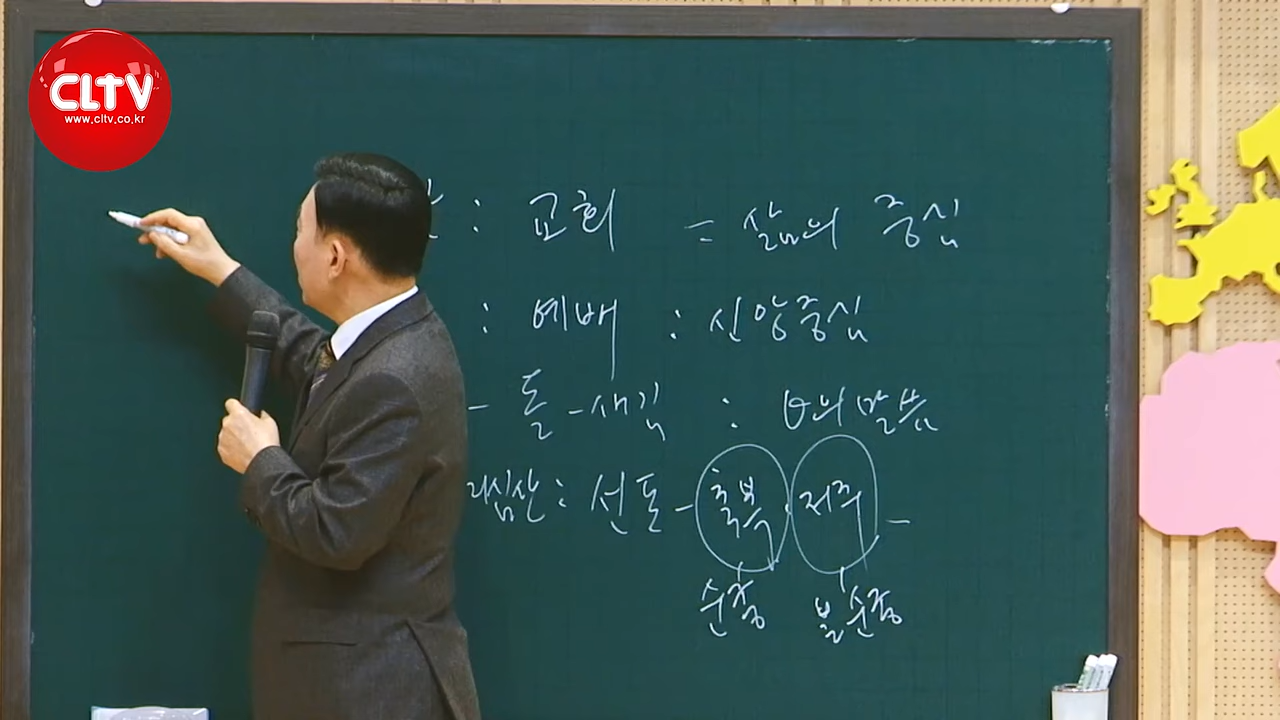 CLTV
www.cltv.co.kr
: 교회 = 삶의 중심
: 예배 : 신앙중심
- 돌 - 새김 : θ의 말씀
리심산 : 선포 - 축복 · 저주 -
순종 불순종